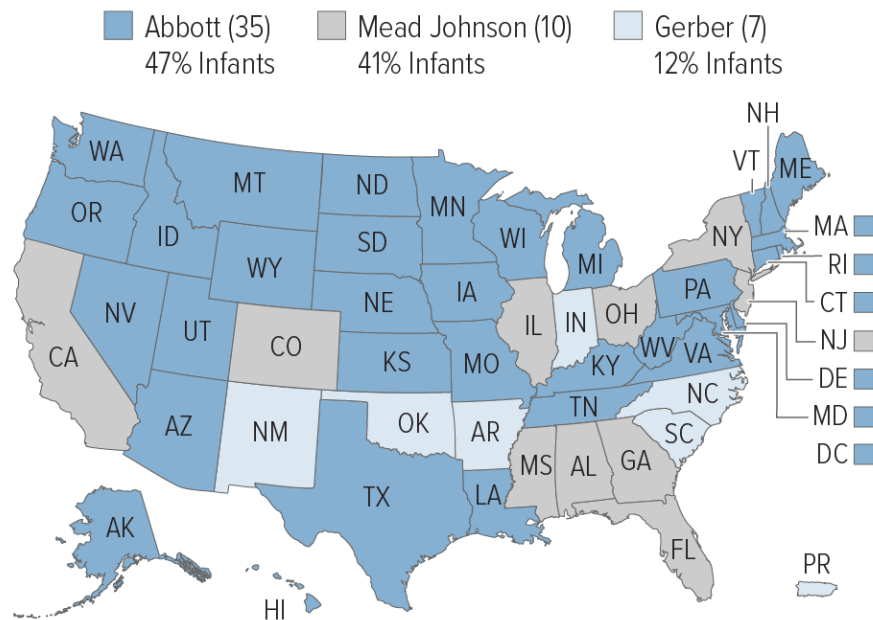 Abbott (35) Mead Johnson (10) Gerber (7)
47% Infants 41% Infants 12% Infants
NH
VT
WA
ME
MT
ND
MN
OR
MA
ID
SD
WI
NY
MI
RI
WY
PA
IA
CT
NE
NV
OH
IL
IN
NJ
UT
CO
CA
WV
VA
KS
MO
KY
DE
NC
TN
MD
AZ
OK
NM
AR
SC
DC
MS
AL
GA
TX
LA
AK
FL
PR
HI